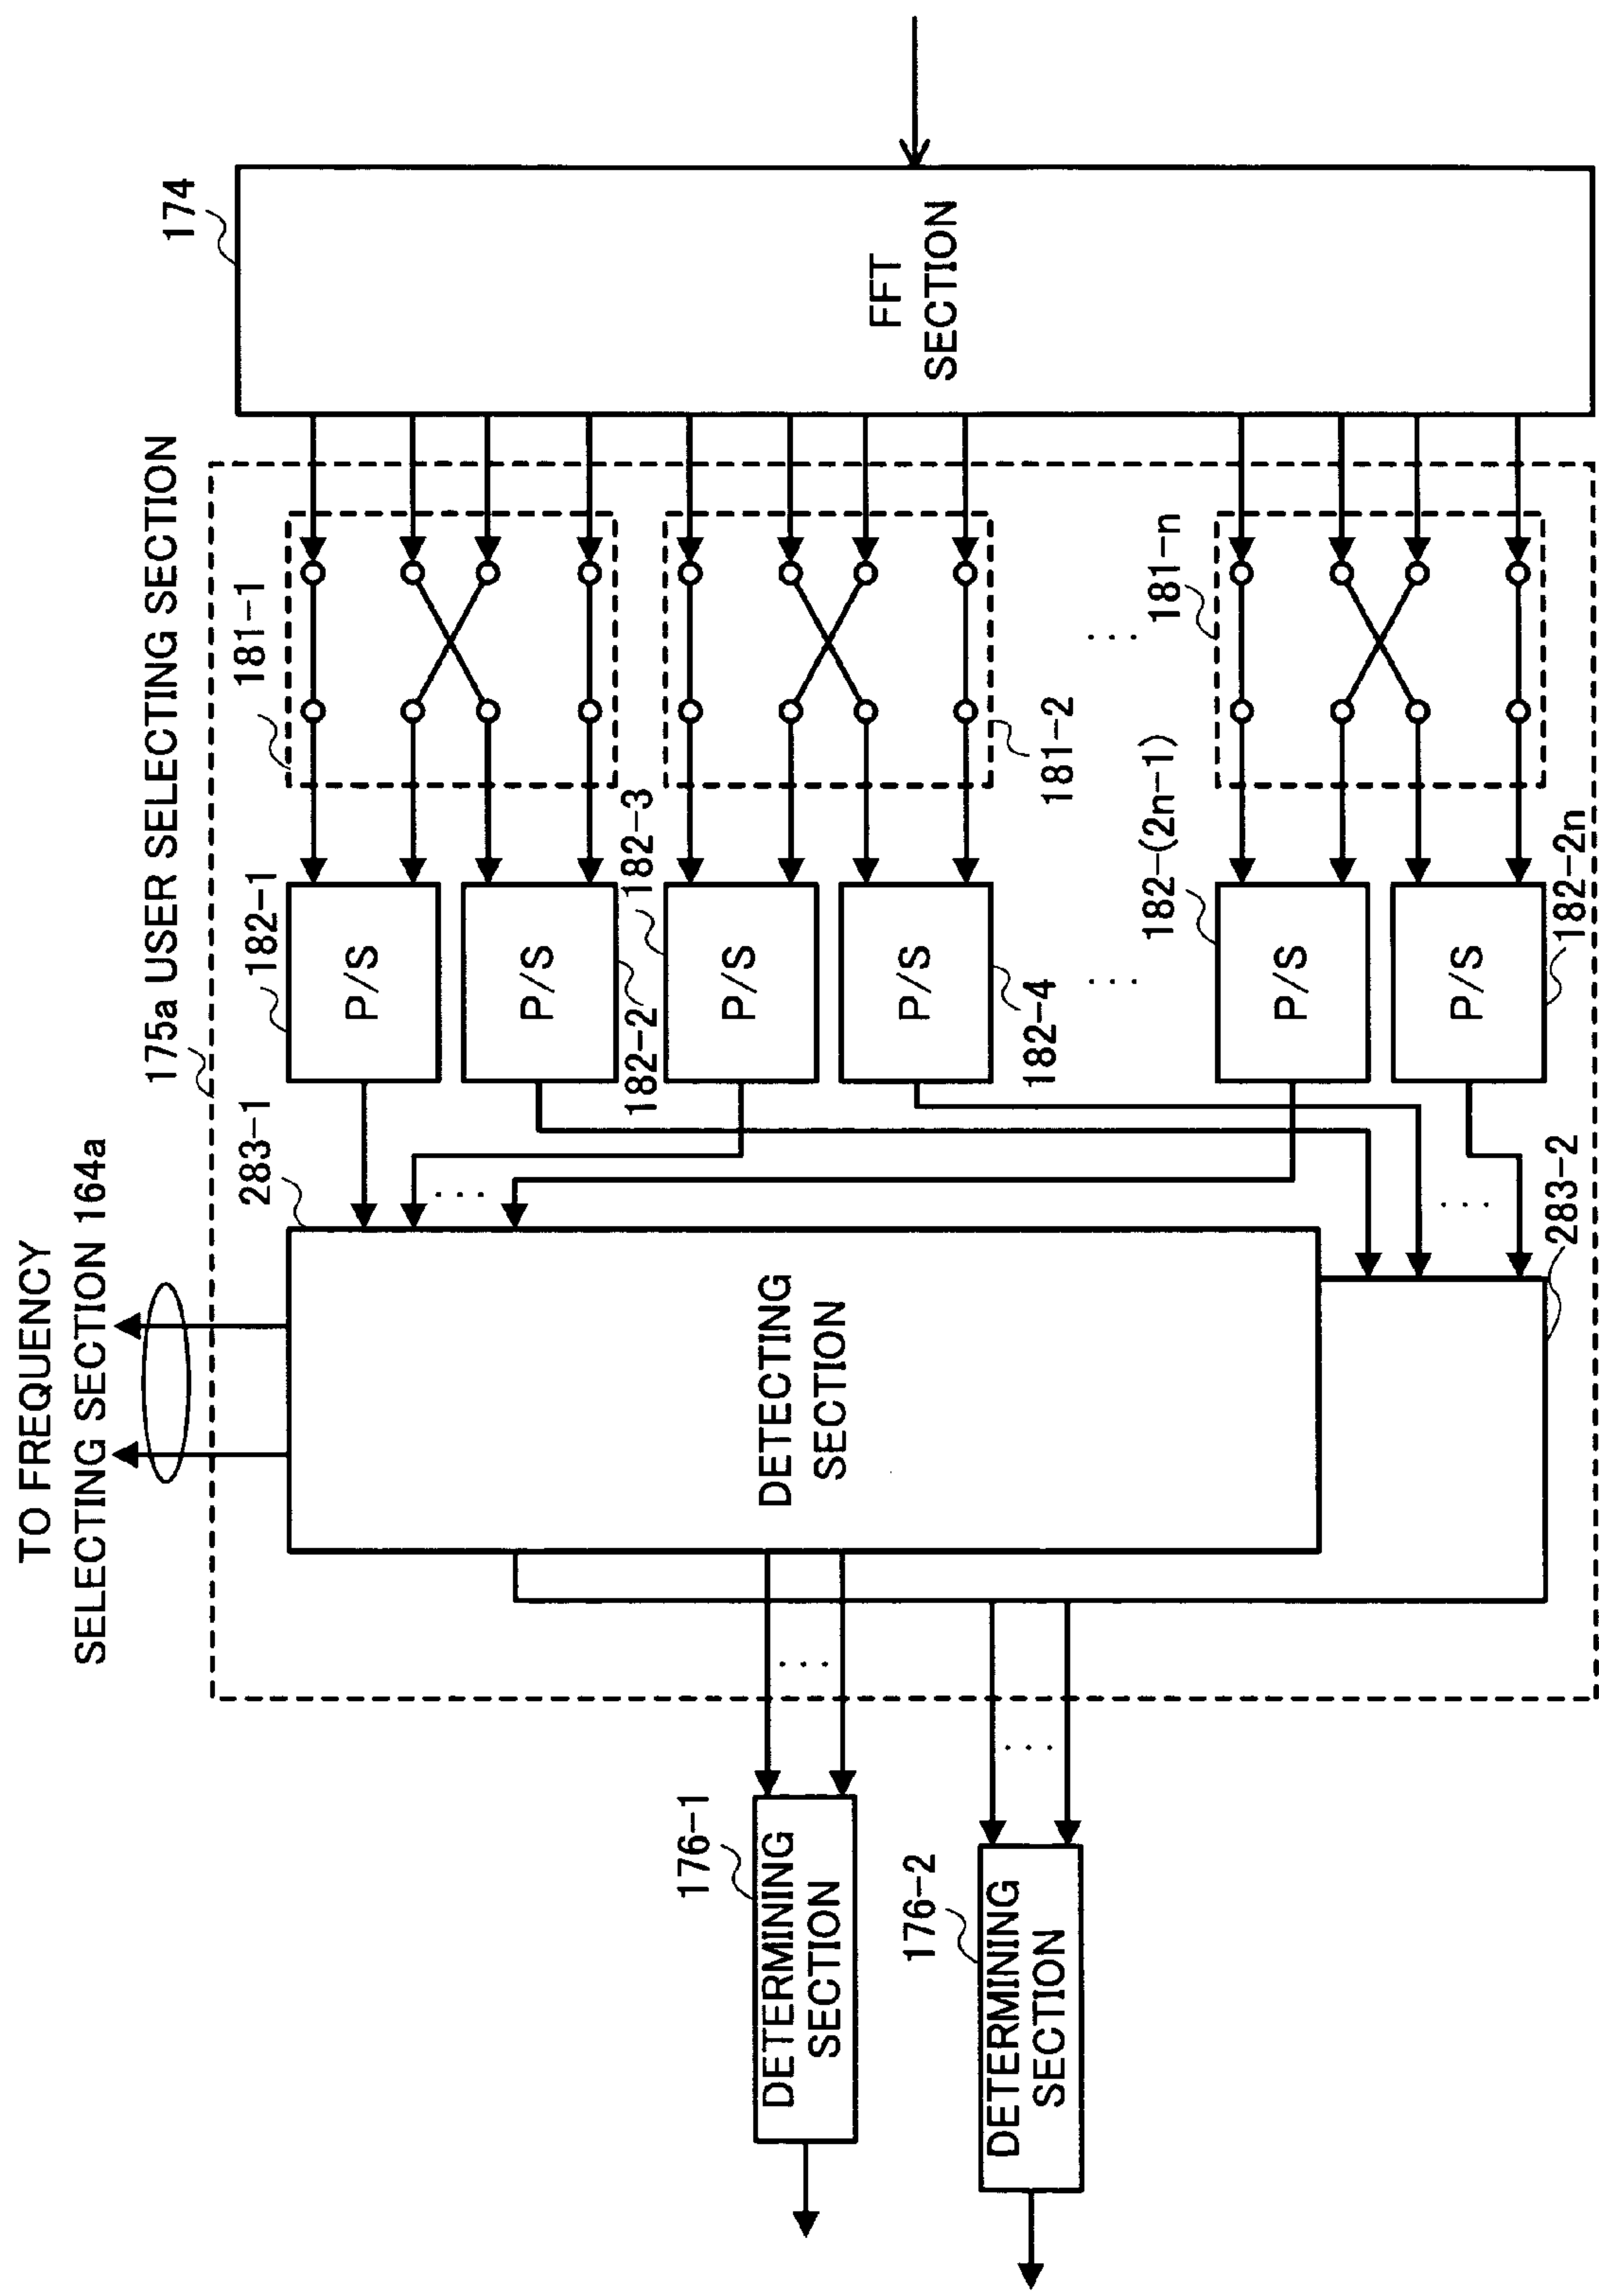 TO FREQUENCY
SELECTING SECTION 164a
175a USER SELECTING SECTION
174
FFT
SECTION
181-1
181-2
...
181-n
182-1
P/S
P/S
182-2
182-3
P/S
P/S
182-4
...
182-(2n-1)
P/S
P/S
182-2n
283-1
...
...
283-2
DETECTING
SECTION
...
...
176-1
DETERMINING
SECTION
176-2
DETERMINING
SECTION